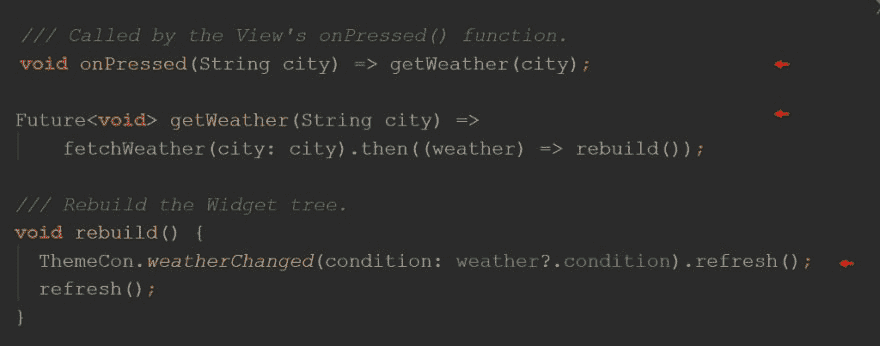 /// Called by the View's onPressed() function.
void onPressed(String city) => getWeather(city);
Future<void> getWeather(String city) =>
fetchWeather(city: city).then((weather) => rebuild());
/// Rebuild the Widget tree.
void rebuild() {
ThemeCon.weatherChanged(condition: weather?.condition).refresh();
refresh();
}